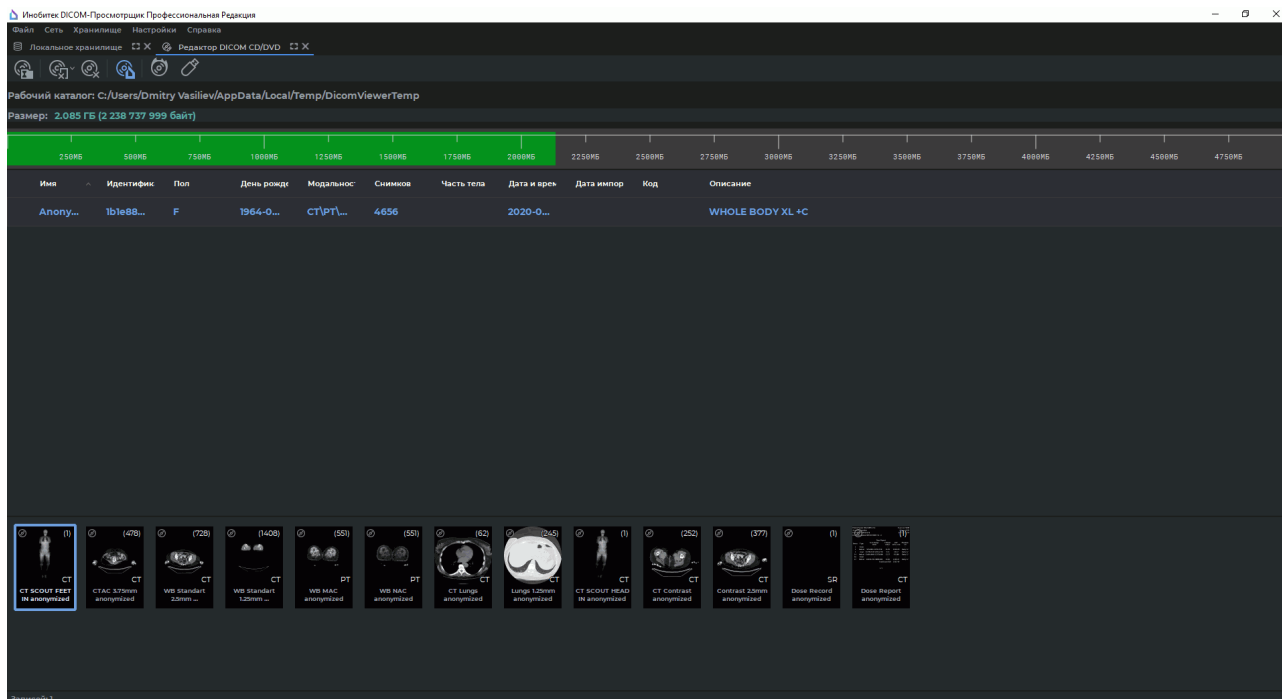 Инобитек DICOM-Просмотрщик Профессиональная Редакция
Файл Сеть Хранилище Настройки Справка
Локальное хранилище Редактор DICOM CD/DVD
Рабочий каталог: C:/Users/Dmitry Vasiliev/AppData/Local/Temp/DicomViewerTemp
Размер: 2.085 ГБ (2 238 737 999 байт)
250МБ 500МБ 750МБ 1000МБ 1250МБ 1500МБ 1750МБ 2000МБ 2250МБ 2500МБ 2750МБ 3000МБ 3250МБ 3500МБ 3750МБ 4000МБ 4250МБ 4500МБ 4750МБ
Имя Идентифик Пол День рожде Модальнос Снимков Часть тела Дата и врем Дата импор Код Описание
Anony... 1b1e88... F 1964-0... CT\PT\... 4656 2020-0... WHOLE BODY XL +C
(1) (478) (728) (1408) (551) (551) (62) (245) (1) (252) (377) (1) (1)
CT CT CT CT PT PT CT CT CT CT CT SR CT
CT SCOUT FEET CTAC 3.75mm WB Standart WB Standart WB MAC WB NAC CT Lungs Lungs 1.25mm CT SCOUT HEAD CT Contrast Contrast 2.5mm Dose Record Dose Report
IN anonymized anonymized 2.5mm ... 1.25mm ... anonymized anonymized anonymized anonymized IN anonymized anonymized anonymized anonymized anonymized
Записей: 1